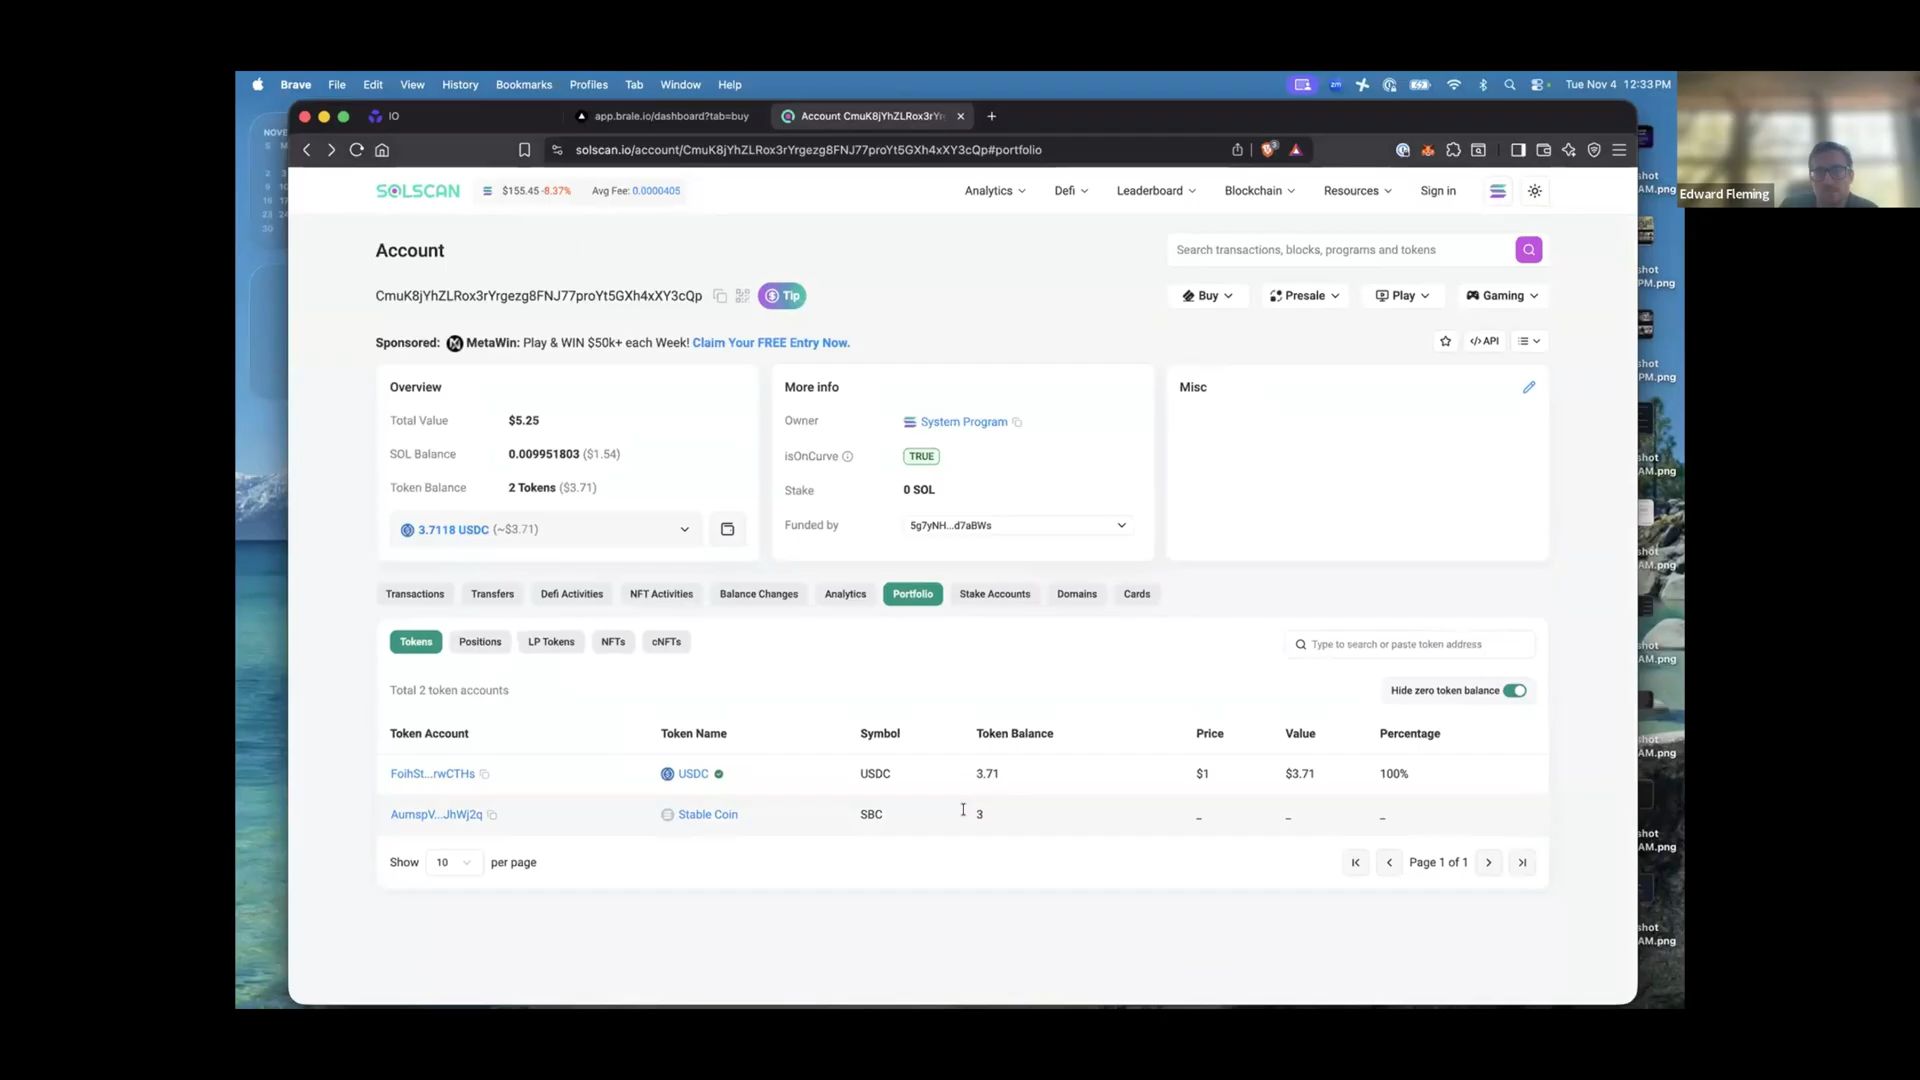 Brave File Edit View History Bookmarks Profiles Tab Window Help
zm
Tue Nov 4 12:33 PM
NOVE
IO
app.brale.io/dashboard?tab=buy
Account CmuK8jYhZLRox3rYr
solscan.io/account/CmuK8jYhZLRox3rYrgezg8FNJ77proYt5GXh4xXY3cQp#portfolio
Edward Fleming
SOLSCAN
$155.45 -8.37% Avg Fee: 0.0000405
Analytics Defi Leaderboard Blockchain Resources Sign in
Account
Search transactions, blocks, programs and tokens
CmuK8jYhZLRox3rYrgezg8FNJ77proYt5GXh4xXY3cQp
Tip
Buy Presale Play Gaming
Sponsored: MetaWin: Play & WIN $50k+ each Week! Claim Your FREE Entry Now.
</> API
Overview
Total Value $5.25
SOL Balance 0.009951803 ($1.54)
Token Balance 2 Tokens ($3.71)
3.7118 USDC (~$3.71)
More info
Owner System Program
isOnCurve TRUE
Stake 0 SOL
Funded by 5g7yNH...d7aBWs
Misc
Transactions Transfers Defi Activities NFT Activities Balance Changes Analytics Portfolio Stake Accounts Domains Cards
Tokens Positions LP Tokens NFTs cNFTs
Type to search or paste token address
Total 2 token accounts
Hide zero token balance
Token Account Token Name Symbol Token Balance Price Value Percentage
FoihSt...rwCTHs USDC USDC 3.71 $1 $3.71 100%
AumspV...JhWj2q Stable Coin SBC 3 – – –
Show 10 per page
Page 1 of 1